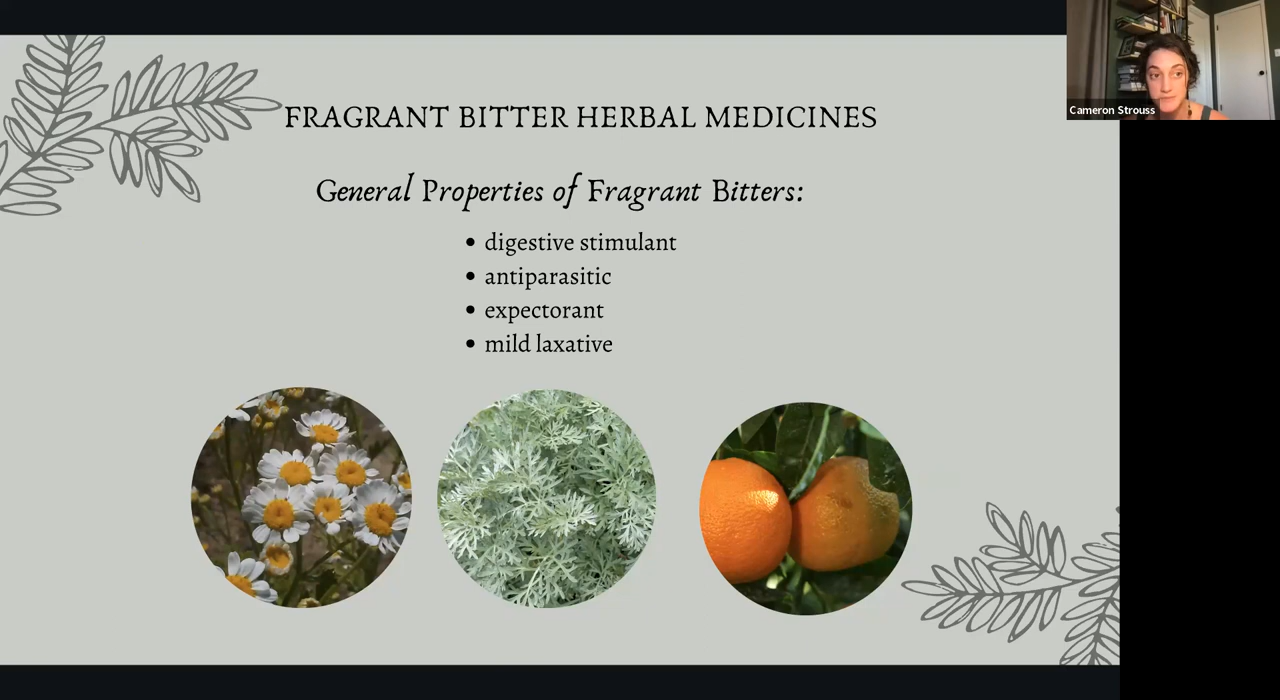 FRAGRANT BITTER HERBAL MEDICINES
General Properties of Fragrant Bitters:
• digestive stimulant
• antiparasitic
• expectorant
• mild laxative
Cameron Strouss